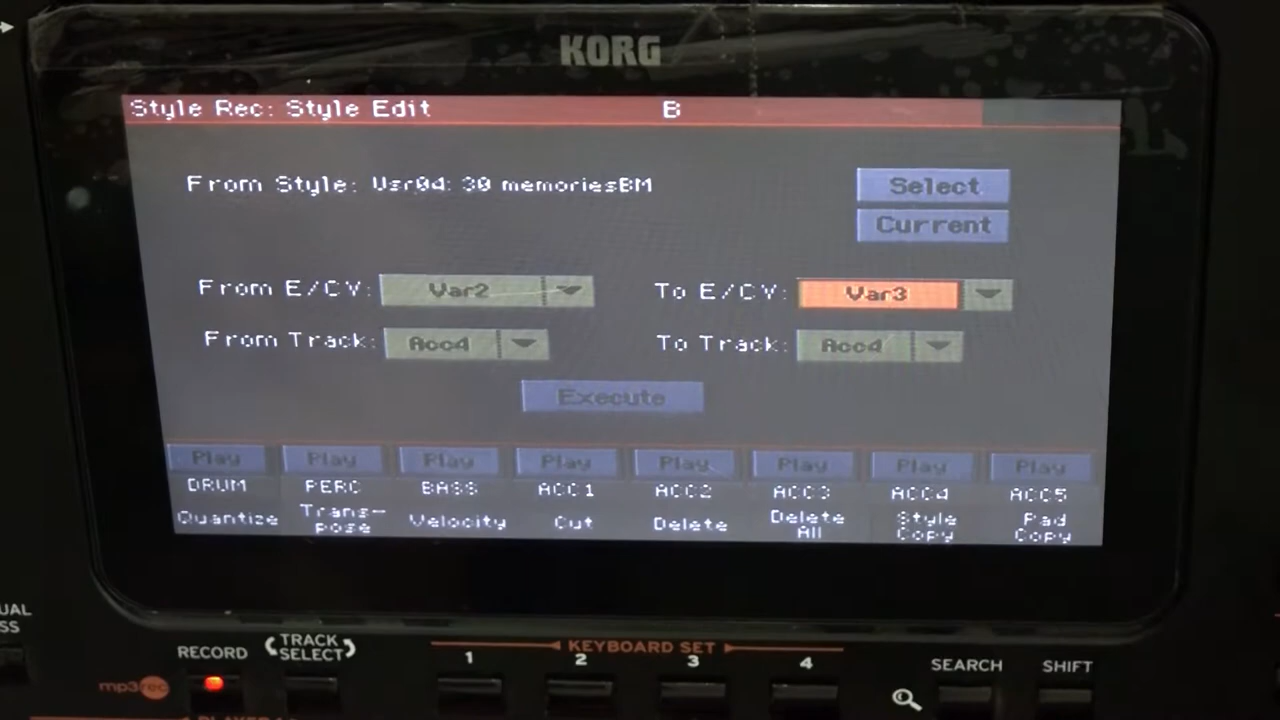 KORG
Style Rec: Style Edit B
From Style: Usr04: 30 memoriesBM
Select
Current
From E/CV: Var2 To E/CV: Var3
From Track: Acc4 To Track: Acc4
Execute
Play Play Play Play Play Play Play Play
DRUM PERC BASS ACC1 ACC2 ACC3 ACC4 ACC5
Quantize Trans-pose Velocity Cut Delete Delete All Style Copy Pad Copy
UAL
SS
RECORD
TRACK SELECT
KEYBOARD SET
1 2 3 4
SEARCH
SHIFT
mp3rec